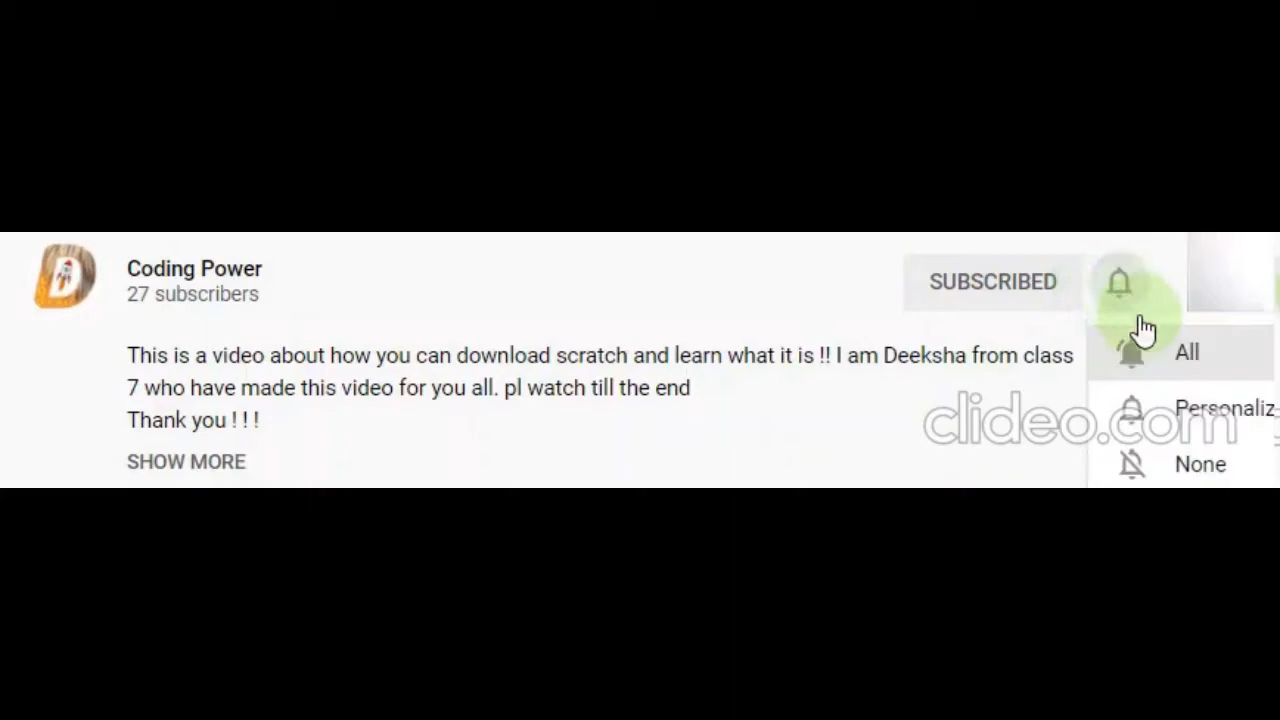 Coding Power
27 subscribers
SUBSCRIBED
This is a video about how you can download scratch and learn what it is !! I am Deeksha from class
7 who have made this video for you all. pl watch till the end
Thank you ! ! !
SHOW MORE
All
Personaliz
None
clideo.com
D